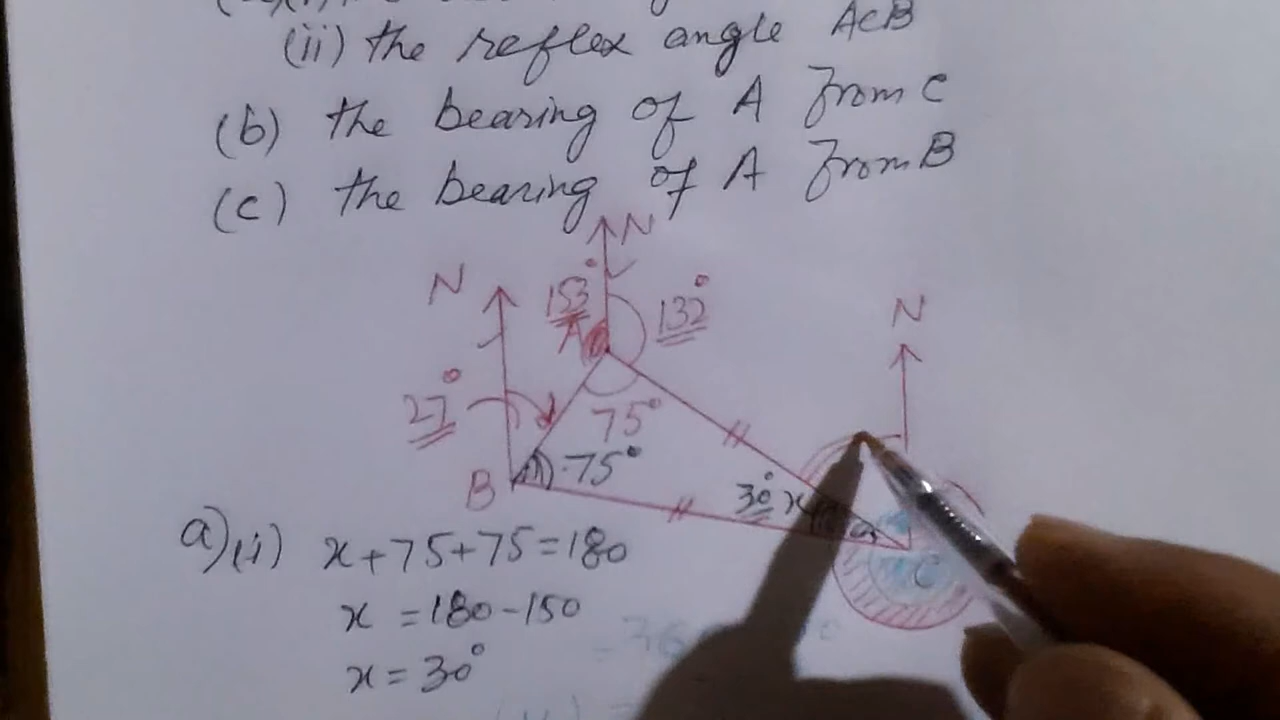 (ii) the reflex angle ACB
(b) the bearing of A from C
(c) the bearing of A from B
N
N
153°
132°
N
A
27°
75°
75°
B
30° x
C
a)(i) x+75+75=180
x = 180-150
x = 30°